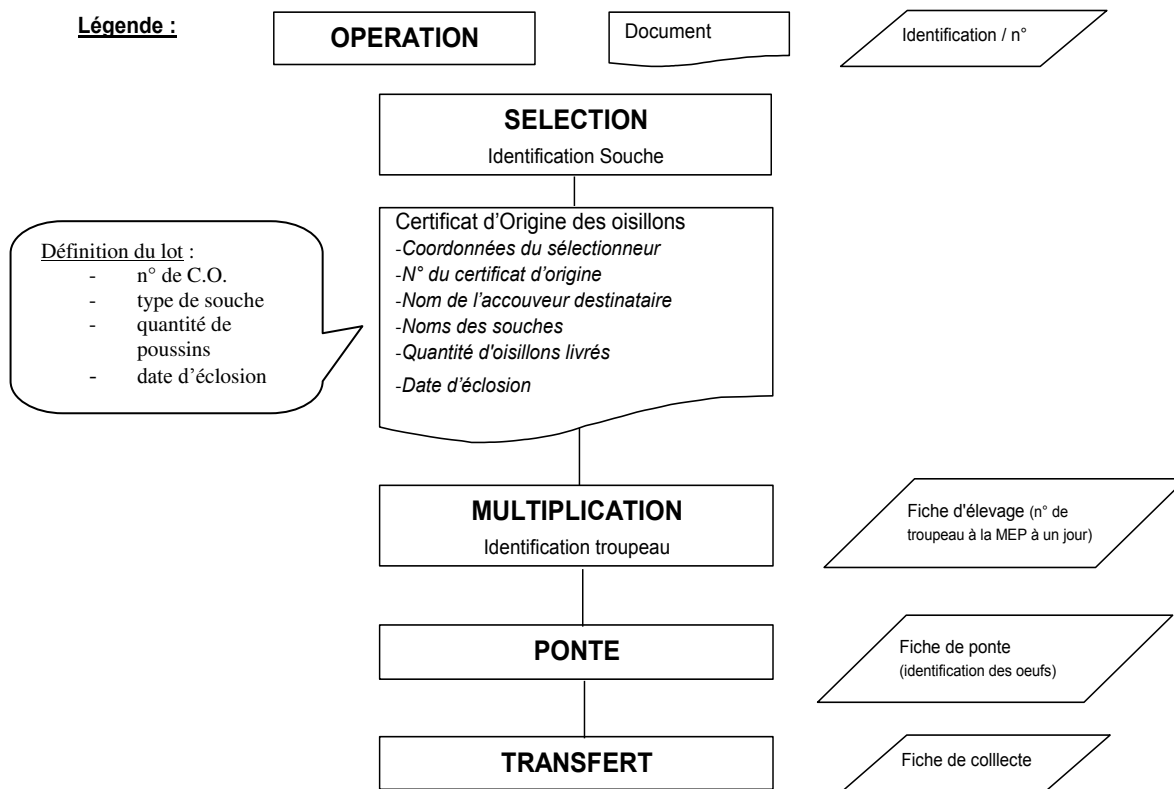 Légende :
OPERATION
Document
Identification / n°
SELECTION
Identification Souche
Certificat d'Origine des oisillons
-Coordonnées du sélectionneur
-N° du certificat d'origine
-Nom de l'accouveur destinataire
-Noms des souches
-Quantité d'oisillons livrés
-Date d'éclosion
Définition du lot :
- n° de C.O.
- type de souche
- quantité de
poussins
- date d'éclosion
MULTIPLICATION
Identification troupeau
Fiche d'élevage (n° de
troupeau à la MEP à un jour)
PONTE
Fiche de ponte
(identification des oeufs)
TRANSFERT
Fiche de colllecte